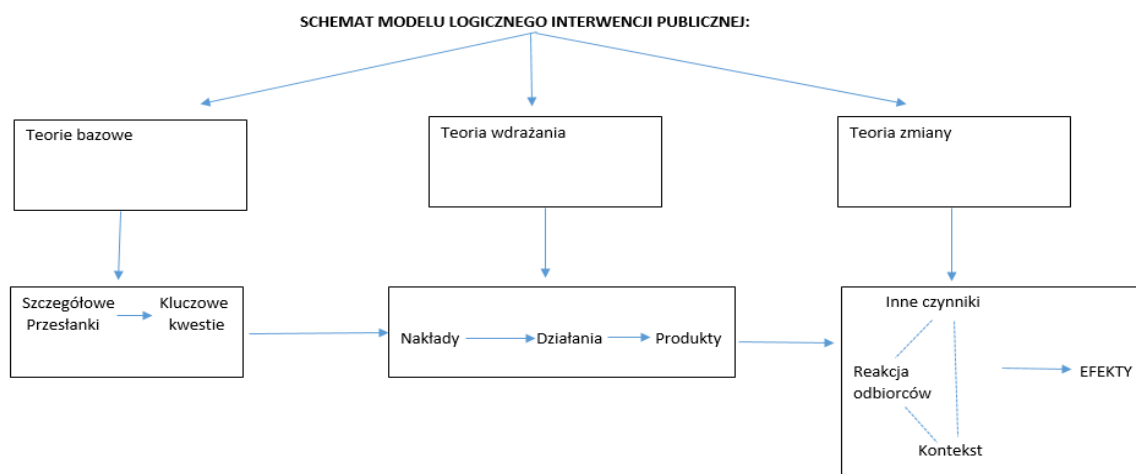 SCHEMAT MODELU LOGICZNEGO INTERWENCJI PUBLICZNEJ:
Teorie bazowe
Teoria wdrażania
Teoria zmiany
Szczegółowe
Przesłanki
Kluczowe
kwestie
Nakłady
Działania
Produkty
Inne czynniki
Reakcja
odbiorców
Kontekst
EFEKTY